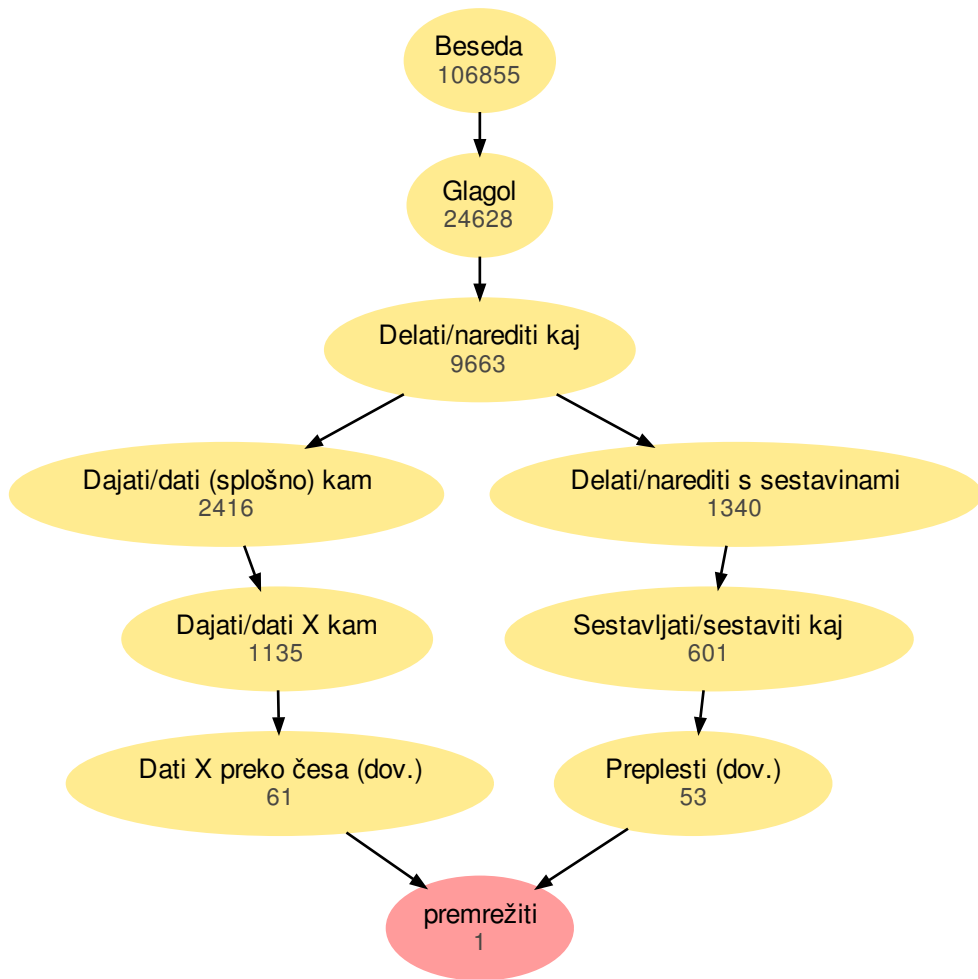 Beseda
106855
Glagol
24628
Delati/narediti kaj
9663
Dajati/dati (splošno) kam
2416
Delati/narediti s sestavinami
1340
Dajati/dati X kam
1135
Sestavljati/sestaviti kaj
601
Dati X preko česa (dov.)
61
Preplesti (dov.)
53
premrežiti
1